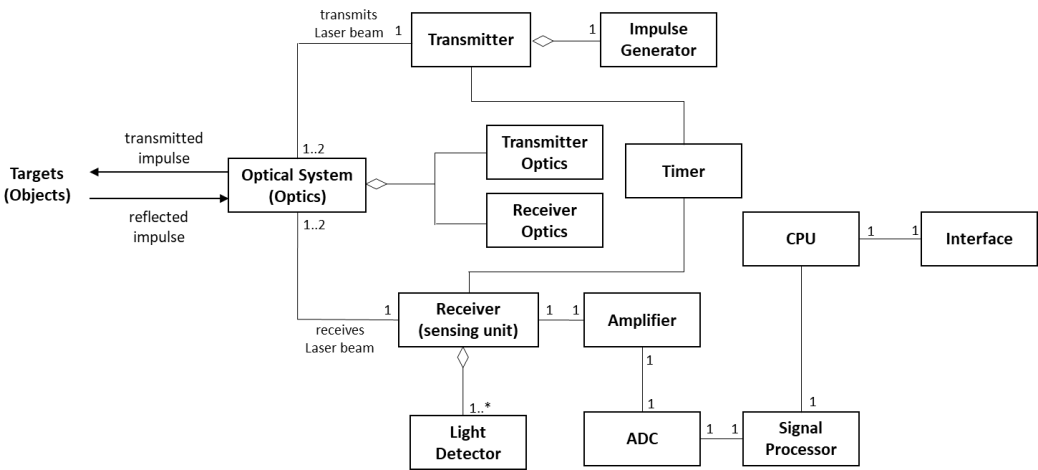 transmits
Laser beam
1
Transmitter
1
Impulse
Generator
transmitted
impulse
1..2
Transmitter
Optics
Timer
Targets
(Objects)
Optical System
(Optics)
reflected
impulse
1..2
Receiver
Optics
CPU
1
1
Interface
1
Receiver
(sensing unit)
1
1
Amplifier
receives
Laser beam
1
1..*
1
1
Light
Detector
ADC
1
1
Signal
Processor